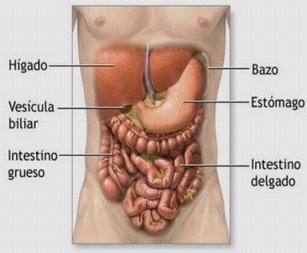 Hígado
Vesícula
biliar
Intestino
grueso
Bazo
Estómago
Intestino
delgado